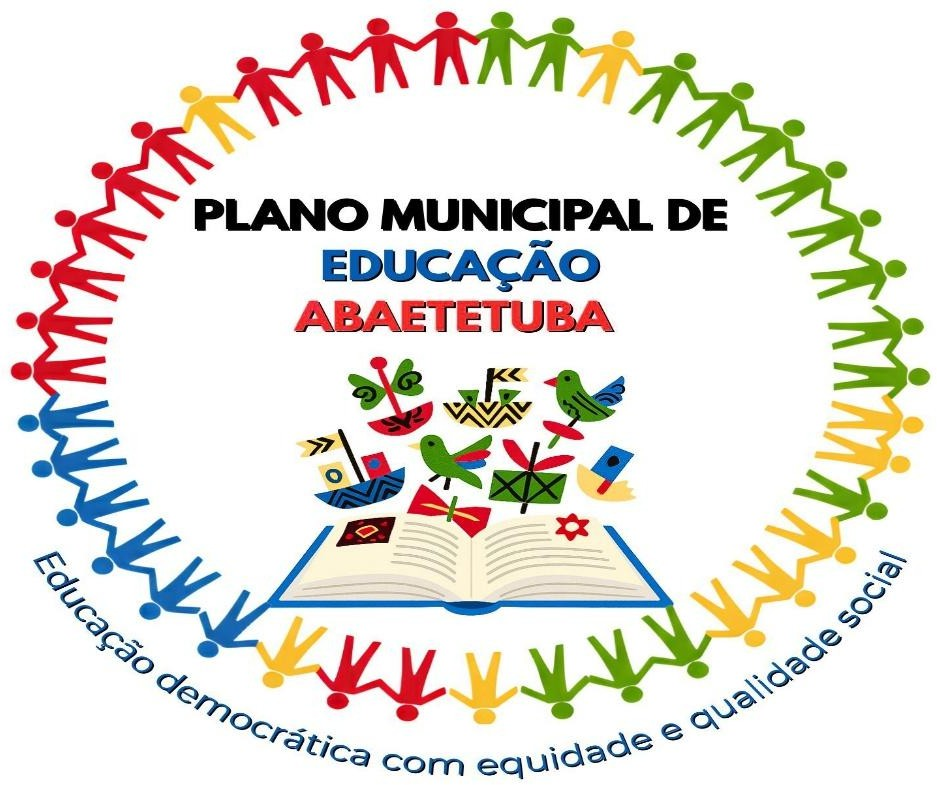 PLANO MUNICIPAL DE
EDUCAÇÃO
ABAETETUBA
Educação democrática com equidade e qualidade social